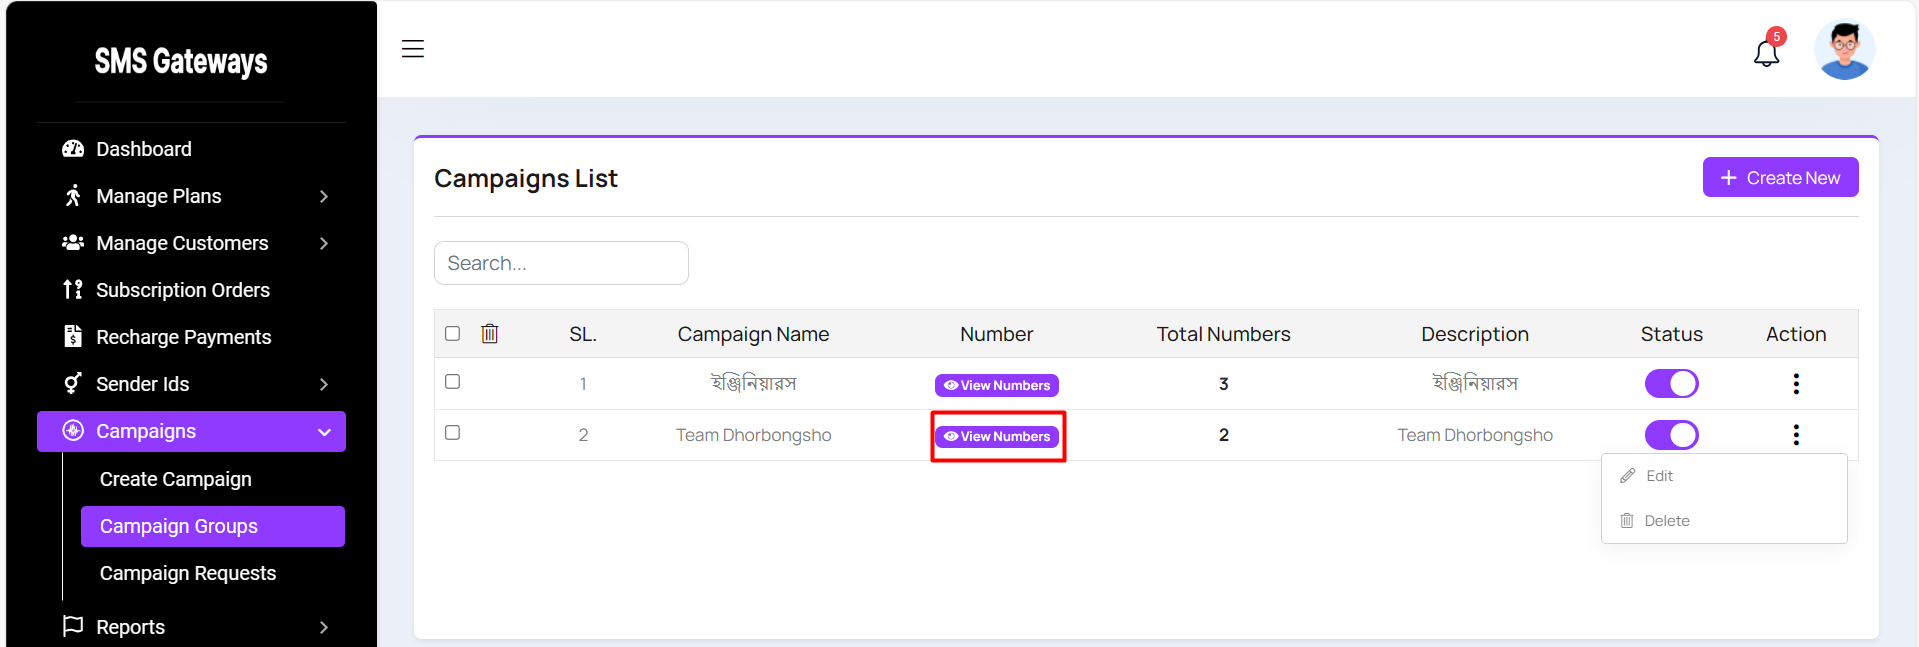 SMS Gateways
5
Dashboard
Manage Plans
Manage Customers
Subscription Orders
Recharge Payments
Sender Ids
Campaigns
Create Campaign
Campaign Groups
Campaign Requests
Reports
Campaigns List
Create New
Search...
SL. Campaign Name Number Total Numbers Description Status Action
1 ইঞ্জিনিয়ারস View Numbers 3 ইঞ্জিনিয়ারস
2 Team Dhorbongsho View Numbers 2 Team Dhorbongsho
Edit
Delete